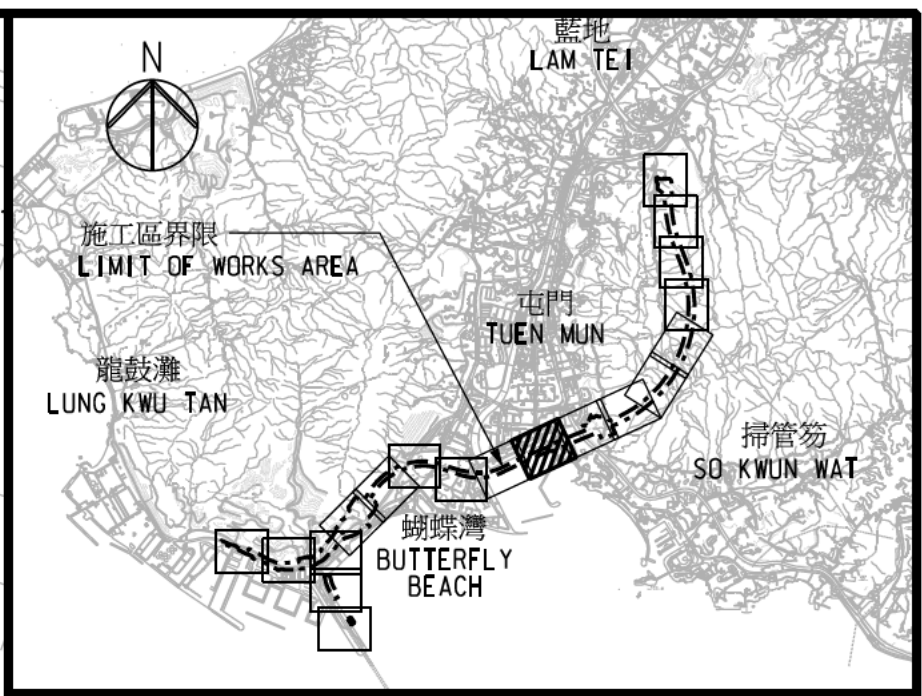 藍地
LAM TEI
N
施工區界限
LIMIT OF WORKS AREA
屯門
TUEN MUN
龍鼓灘
LUNG KWU TAN
掃管笏
SO KWUN WAT
蝴蝶灣
BUTTERFLY
BEACH